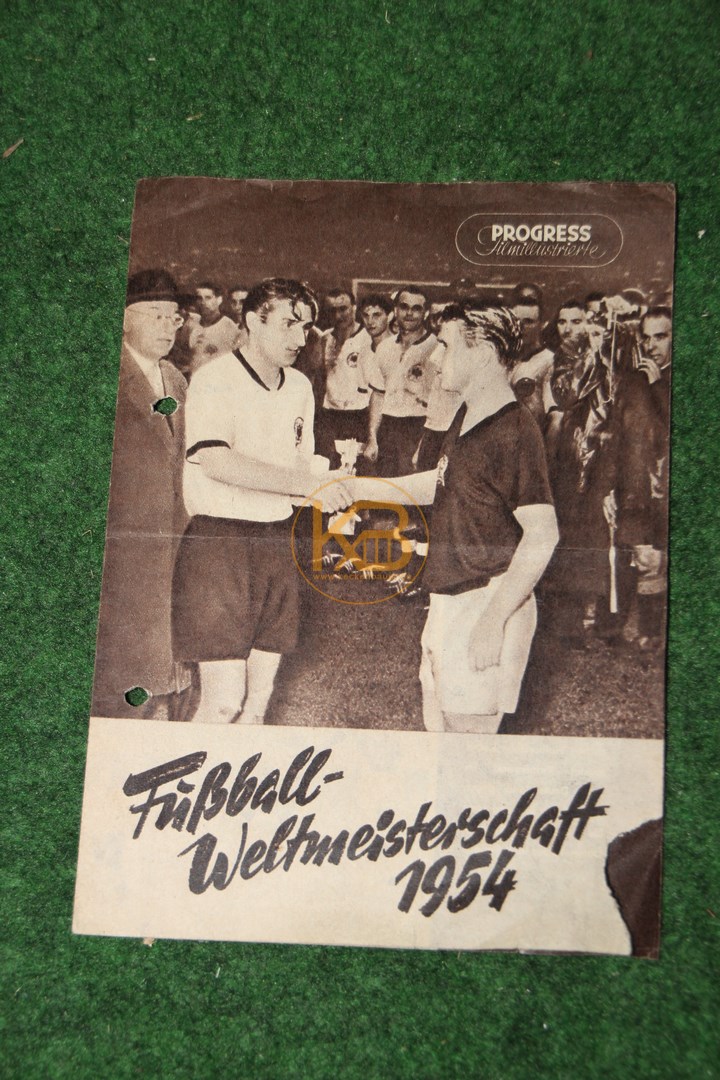 PROGRESS
Filmillustrierte
Fußball-
Weltmeisterschaft
1954